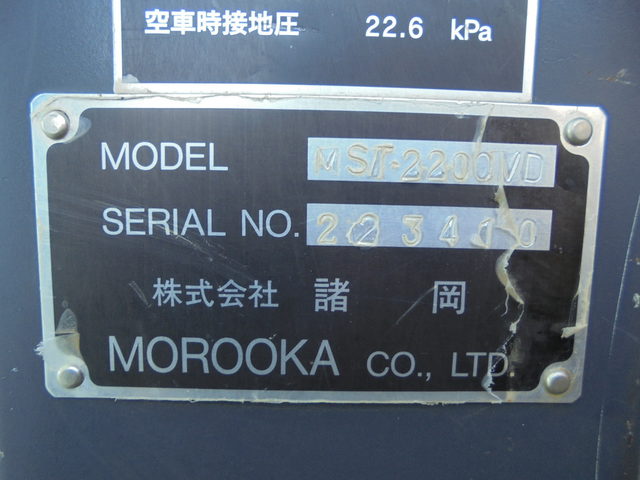 空車時接地圧 22.6 kPa
MODEL MST-2200VD
SERIAL NO. 223410
株式会社 諸岡
MOROOKA CO., LTD.